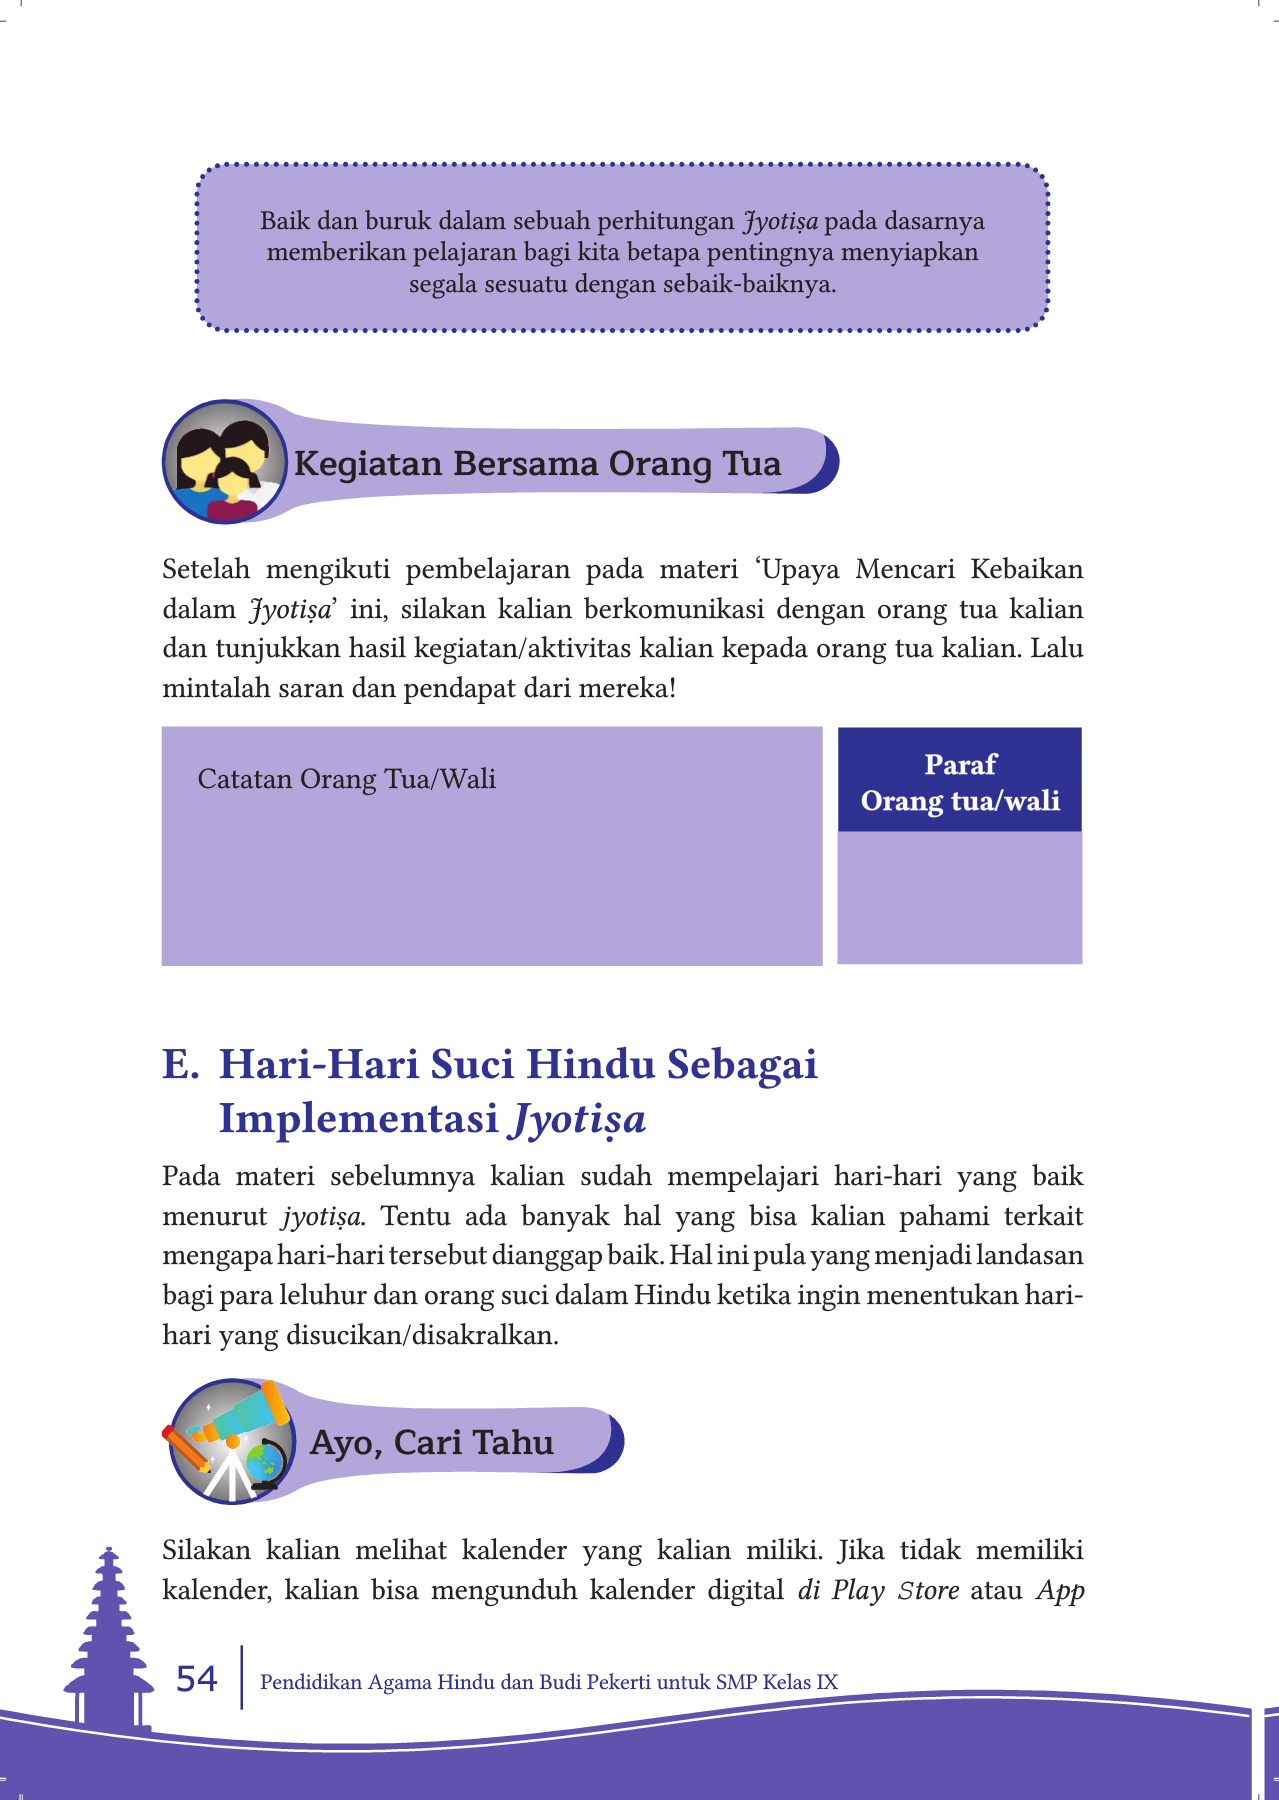 Baik dan buruk dalam sebuah perhitungan Jyotiṣa pada dasarnya
memberikan pelajaran bagi kita betapa pentingnya menyiapkan
segala sesuatu dengan sebaik-baiknya.
Kegiatan Bersama Orang Tua
Setelah mengikuti pembelajaran pada materi ‘Upaya Mencari Kebaikan
dalam Jyotiṣa’ ini, silakan kalian berkomunikasi dengan orang tua kalian
dan tunjukkan hasil kegiatan/aktivitas kalian kepada orang tua kalian. Lalu
mintalah saran dan pendapat dari mereka!
Catatan Orang Tua/Wali
Paraf
Orang tua/wali
E. Hari-Hari Suci Hindu Sebagai
Implementasi Jyotiṣa
Pada materi sebelumnya kalian sudah mempelajari hari-hari yang baik
menurut jyotiṣa. Tentu ada banyak hal yang bisa kalian pahami terkait
mengapa hari-hari tersebut dianggap baik. Hal ini pula yang menjadi landasan
bagi para leluhur dan orang suci dalam Hindu ketika ingin menentukan hari-
hari yang disucikan/disakralkan.
Ayo, Cari Tahu
Silakan kalian melihat kalender yang kalian miliki. Jika tidak memiliki
kalender, kalian bisa mengunduh kalender digital di Play Store atau App
54
Pendidikan Agama Hindu dan Budi Pekerti untuk SMP Kelas IX